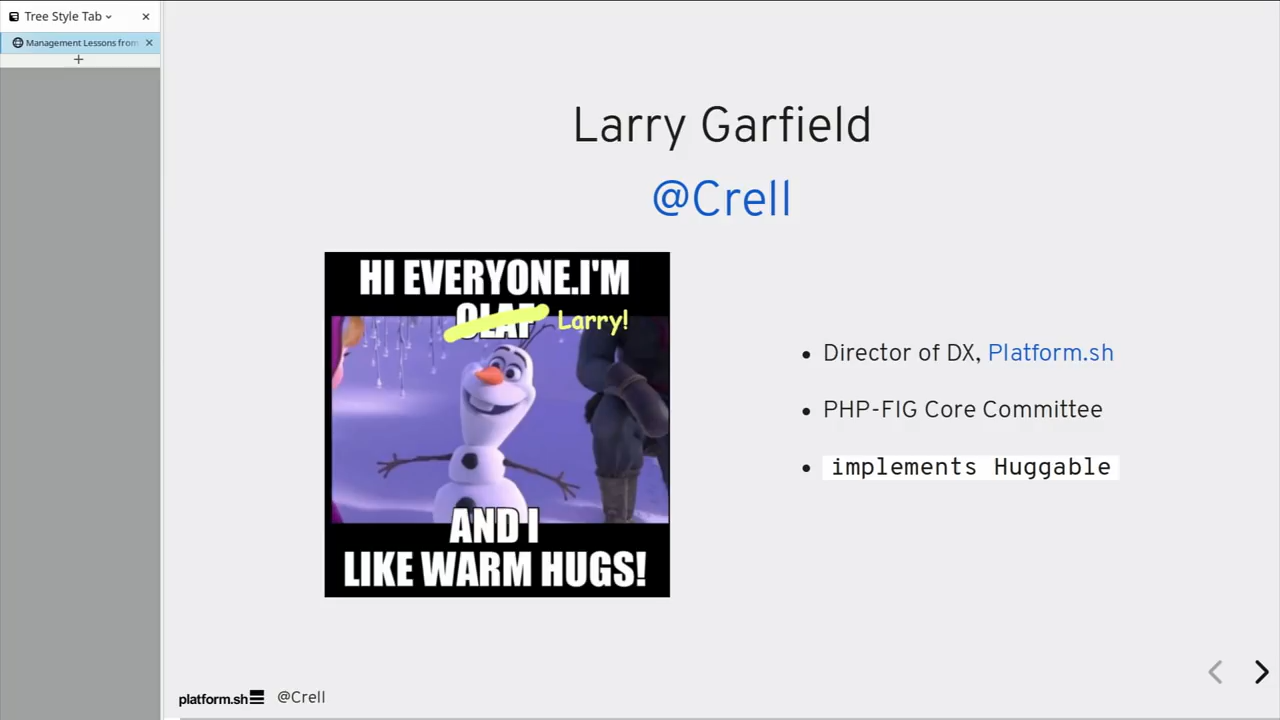 Tree Style Tab
Management Lessons from
Larry Garfield
@Crell
HI EVERYONE.I'M
OLAF Larry!
AND I
LIKE WARM HUGS!
Director of DX, Platform.sh
PHP-FIG Core Committee
implements Huggable
platform.sh @Crell